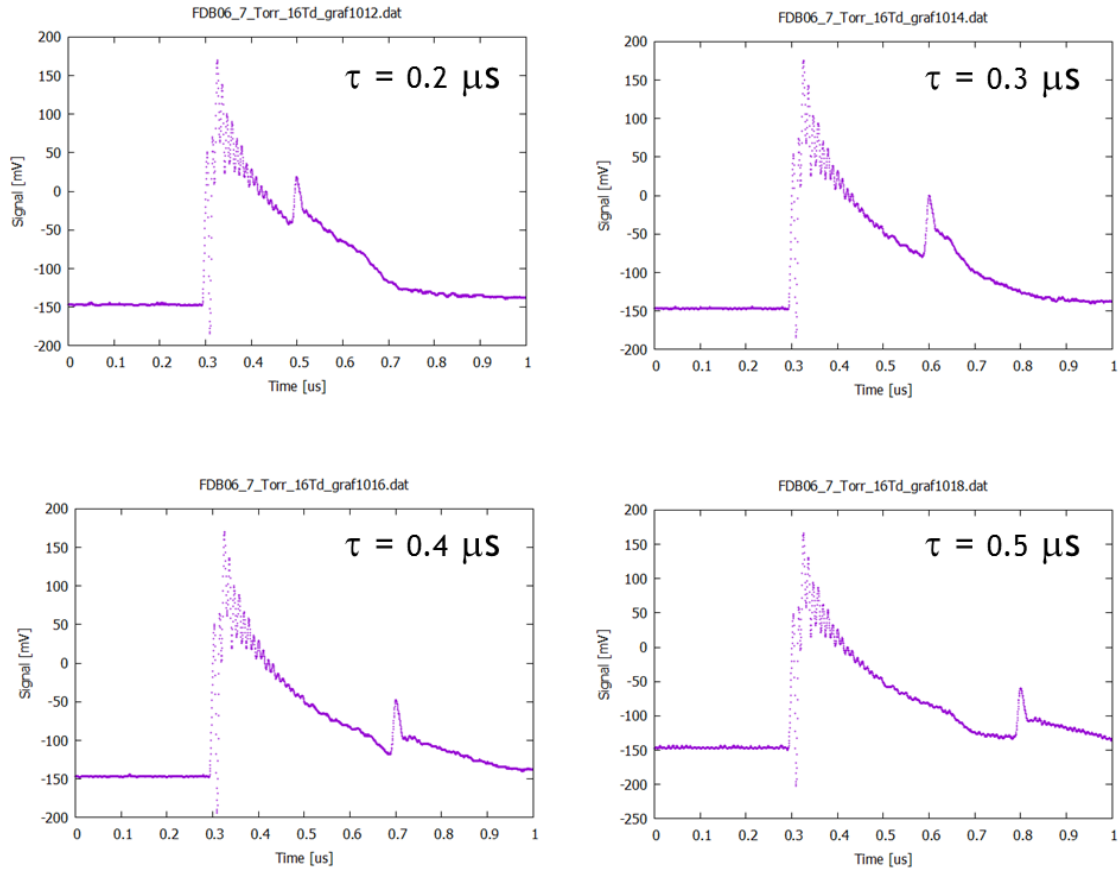 FDB06_7_Torr_16Td_graf1012.dat
τ = 0.2 μs
Signal [mV]
200
150
100
50
0
-50
-100
-150
-200
0 0.1 0.2 0.3 0.4 0.5 0.6 0.7 0.8 0.9 1
Time [us]
FDB06_7_Torr_16Td_graf1014.dat
τ = 0.3 μs
Signal [mV]
200
150
100
50
0
-50
-100
-150
-200
0 0.1 0.2 0.3 0.4 0.5 0.6 0.7 0.8 0.9 1
Time [us]
FDB06_7_Torr_16Td_graf1016.dat
τ = 0.4 μs
Signal [mV]
200
150
100
50
0
-50
-100
-150
-200
0 0.1 0.2 0.3 0.4 0.5 0.6 0.7 0.8 0.9 1
Time [us]
FDB06_7_Torr_16Td_graf1018.dat
τ = 0.5 μs
Signal [mV]
200
150
100
50
0
-50
-100
-150
-200
-250
0 0.1 0.2 0.3 0.4 0.5 0.6 0.7 0.8 0.9 1
Time [us]